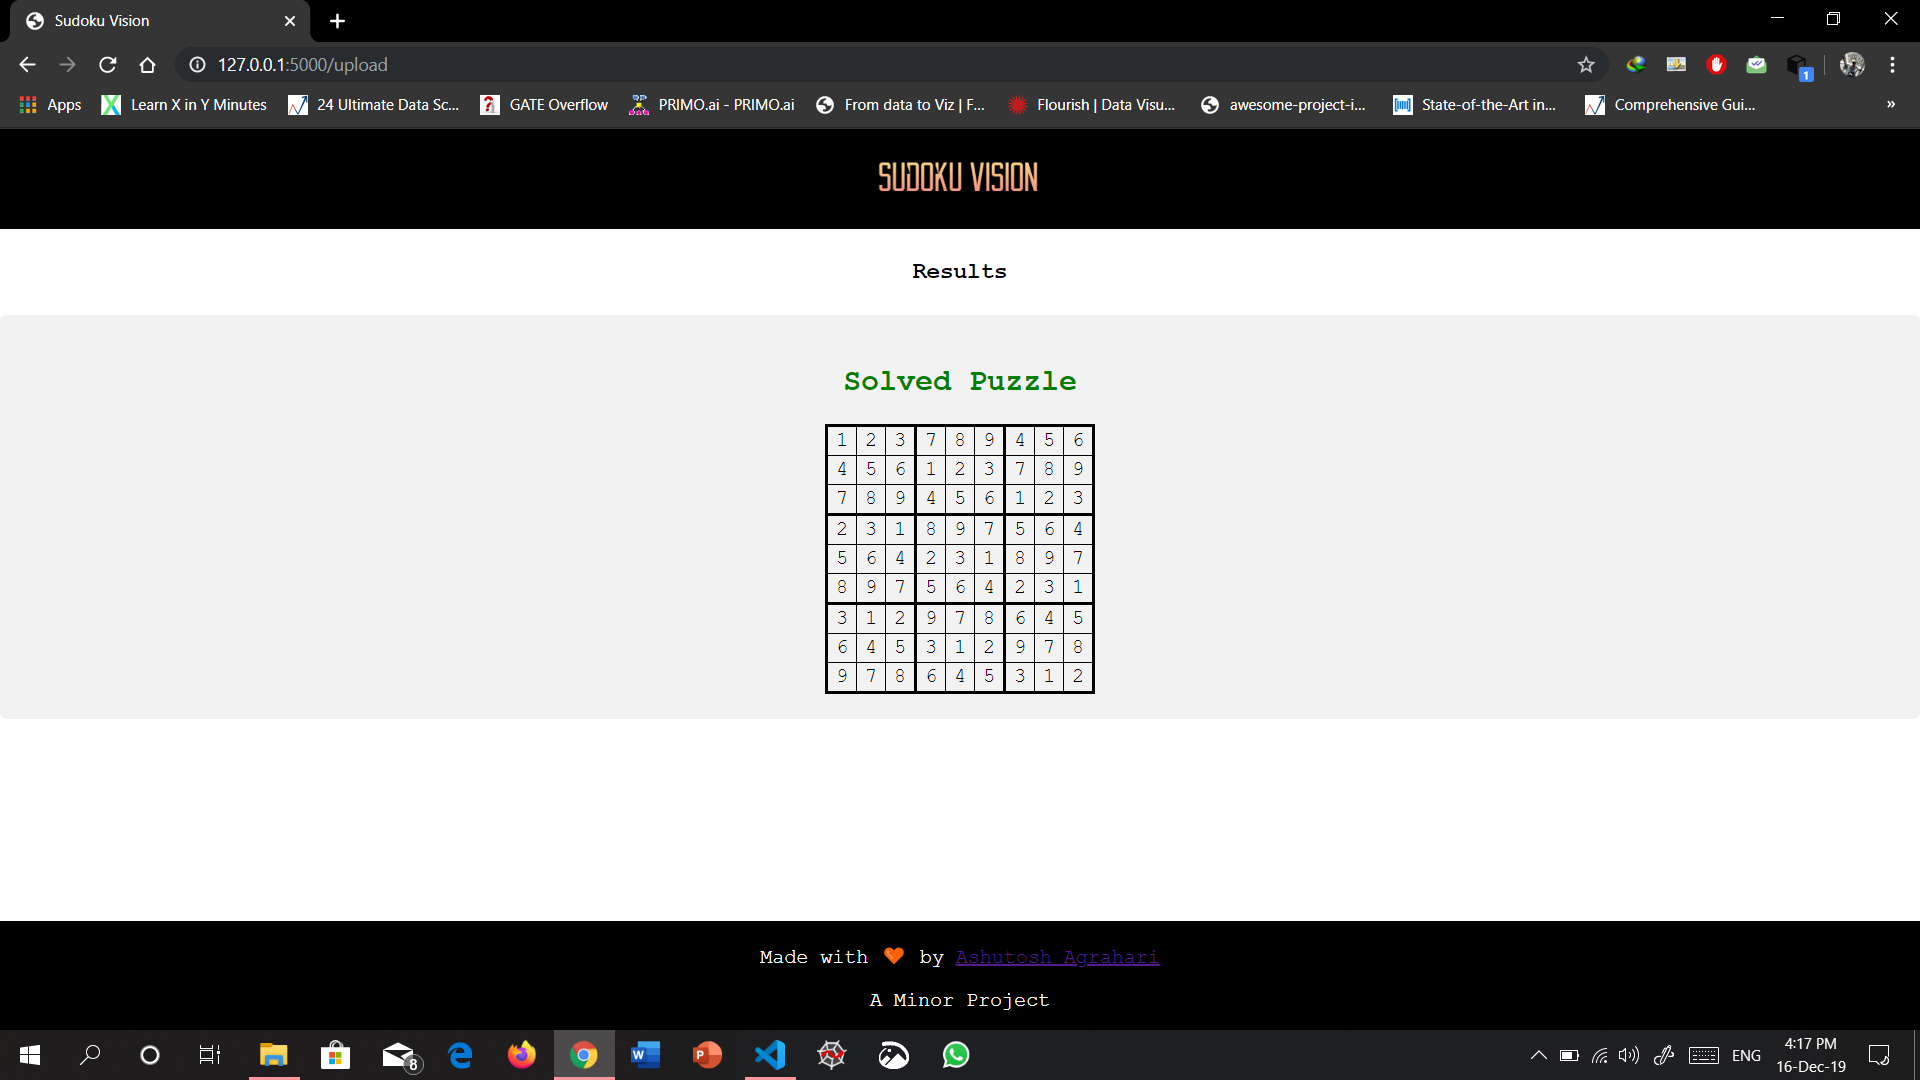 Sudoku Vision
127.0.0.1:5000/upload
1
Apps Learn X in Y Minutes 24 Ultimate Data Sc... GATE Overflow PRIMO.ai - PRIMO.ai From data to Viz | F... Flourish | Data Visu... awesome-project-i... State-of-the-Art in... Comprehensive Gui... »
SUDOKU VISION
Results
Solved Puzzle
1 2 3 7 8 9 4 5 6
4 5 6 1 2 3 7 8 9
7 8 9 4 5 6 1 2 3
2 3 1 8 9 7 5 6 4
5 6 4 2 3 1 8 9 7
8 9 7 5 6 4 2 3 1
3 1 2 9 7 8 6 4 5
6 4 5 3 1 2 9 7 8
9 7 8 6 4 5 3 1 2
Made with 🧡 by Ashutosh Agrahari
A Minor Project
8
W
P
ENG
4:17 PM
16-Dec-19